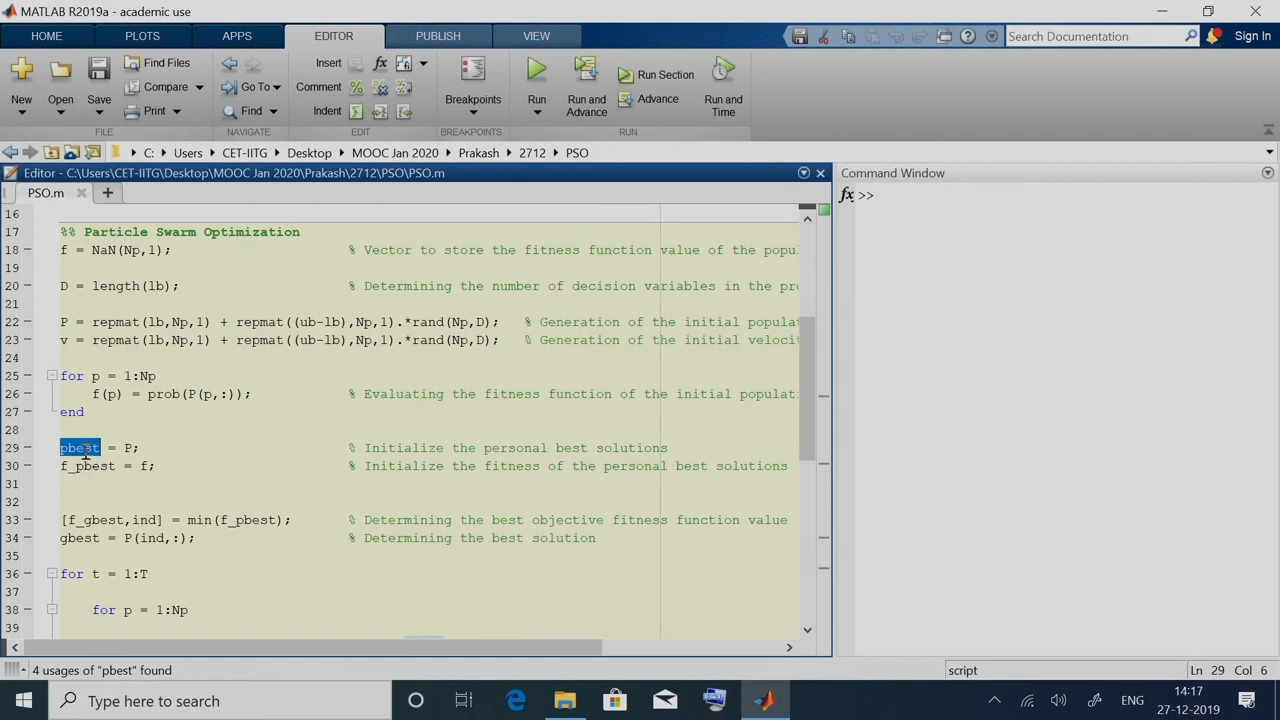 MATLAB R2019a - academic use
HOME PLOTS APPS EDITOR PUBLISH VIEW Search Documentation Sign In
New Open Save Find Files Compare Print Go To Find Insert Comment Indent Breakpoints Run Run and Advance Run Section Advance Run and Time
FILE NAVIGATE EDIT BREAKPOINTS RUN
C: Users CET-IITG Desktop MOOC Jan 2020 Prakash 2712 PSO
Editor - C:\Users\CET-IITG\Desktop\MOOC Jan 2020\Prakash\2712\PSO\PSO.m
Command Window
PSO.m
fx >>
16
17 %% Particle Swarm Optimization
18 f = NaN(Np,1); % Vector to store the fitness function value of the popu
19
20 D = length(lb); % Determining the number of decision variables in the pro
21
22 P = repmat(lb,Np,1) + repmat((ub-lb),Np,1).*rand(Np,D); % Generation of the initial populat
23 v = repmat(lb,Np,1) + repmat((ub-lb),Np,1).*rand(Np,D); % Generation of the initial velocit
24
25 for p = 1:Np
26 f(p) = prob(P(p,:)); % Evaluating the fitness function of the initial populati
27 end
28
29 pbest = P; % Initialize the personal best solutions
30 f_pbest = f; % Initialize the fitness of the personal best solutions
31
32
33 [f_gbest,ind] = min(f_pbest); % Determining the best objective fitness function value
34 gbest = P(ind,:); % Determining the best solution
35
36 for t = 1:T
37
38 for p = 1:Np
39
4 usages of "pbest" found
script
Ln 29 Col 6
Type here to search
ENG
14:17
27-12-2019